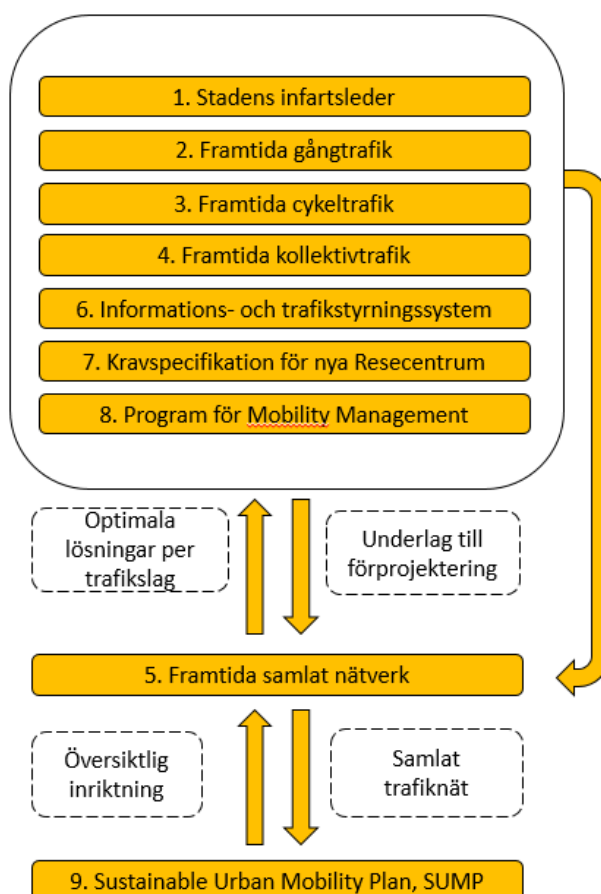 1. Stadens infartsleder
2. Framtida gångtrafik
3. Framtida cykeltrafik
4. Framtida kollektivtrafik
6. Informations- och trafikstyrningssystem
7. Kravspecifikation för nya Resecentrum
8. Program för Mobility Management
Optimala
lösningar per
trafikslag
Underlag till
förprojektering
5. Framtida samlat nätverk
Översiktlig
inriktning
Samlat
trafiknät
9. Sustainable Urban Mobility Plan, SUMP